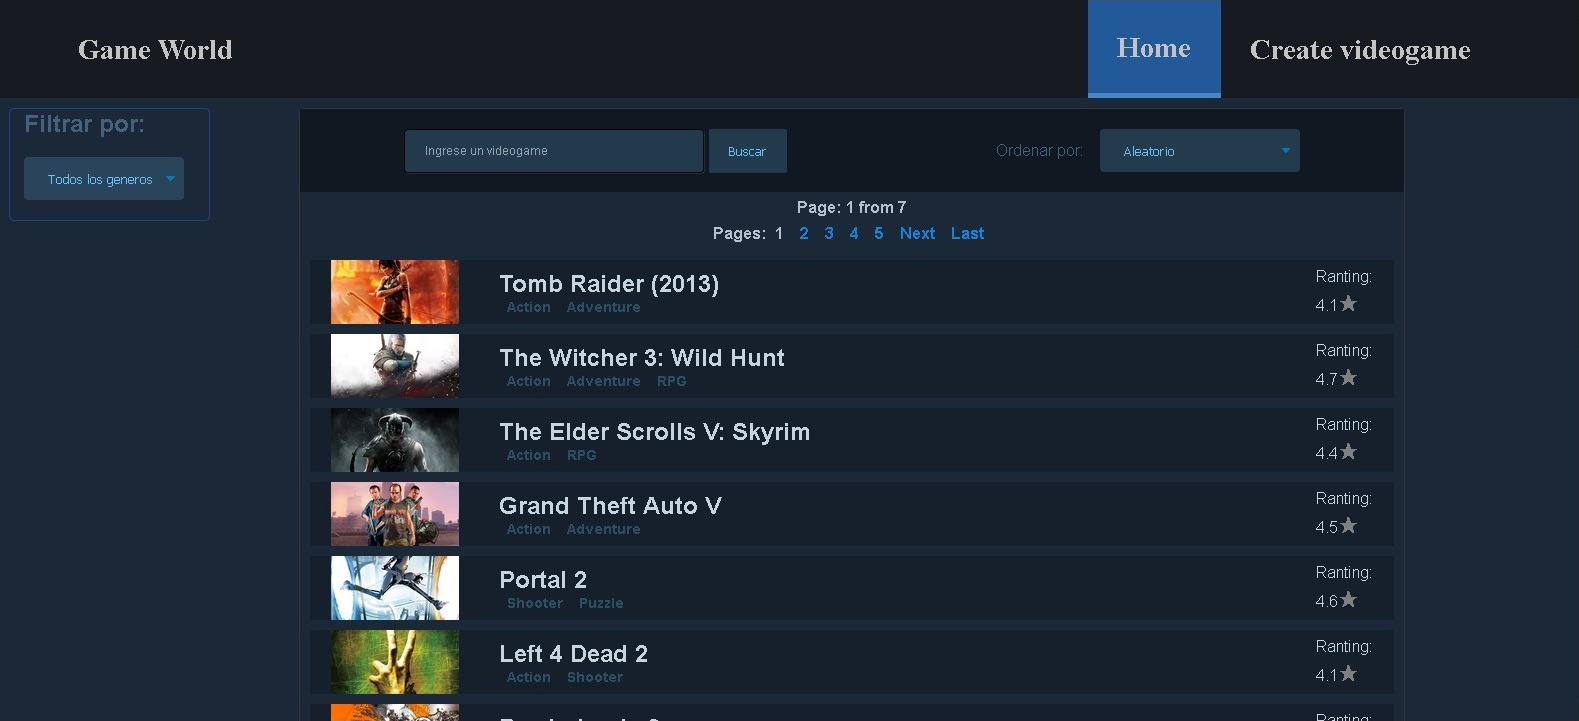 Game World
Home
Create videogame
Filtrar por:
Todos los generos
Ingrese un videogame
Buscar
Ordenar por:
Aleatorio
Page: 1 from 7
Pages: 1 2 3 4 5 Next Last
Tomb Raider (2013)
Action Adventure
Ranting:
4.1★
The Witcher 3: Wild Hunt
Action Adventure RPG
Ranting:
4.7★
The Elder Scrolls V: Skyrim
Action RPG
Ranting:
4.4★
Grand Theft Auto V
Action Adventure
Ranting:
4.5★
Portal 2
Shooter Puzzle
Ranting:
4.6★
Left 4 Dead 2
Action Shooter
Ranting:
4.1★
Ranting: